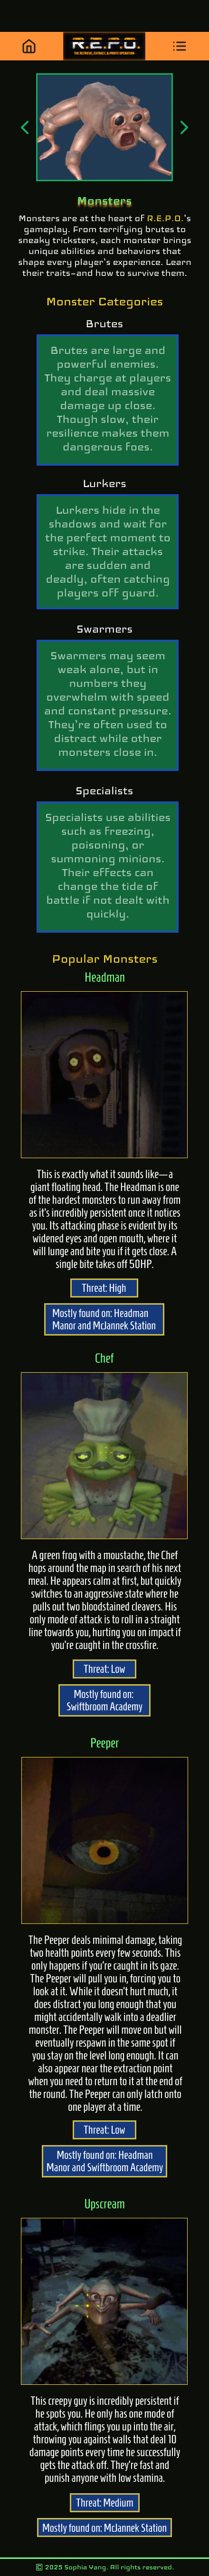 R.E.P.O.
Monsters
Monsters are at the heart of R.E.P.O.'s
gameplay. From terrifying brutes to
sneaky tricksters, each monster brings
unique abilities and behaviors that
shape every player's experience. Learn
their traits—and how to survive them.
Monster Categories
Brutes
Brutes are large and
powerful enemies.
They charge at players
and deal massive
damage up close.
Though slow, their
resilience makes them
dangerous foes.
Lurkers
Lurkers hide in the
shadows and wait for
the perfect moment to
strike. Their attacks
are sudden and
deadly, often catching
players off guard.
Swarmers
Swarmers may seem
weak alone, but in
numbers they
overwhelm with speed
and constant pressure.
They're often used to
distract while other
monsters close in.
Specialists
Specialists use abilities
such as freezing,
poisoning, or
summoning minions.
Their effects can
change the tide of
battle if not dealt with
quickly.
Popular Monsters
Headman
This is exactly what it sounds like—a
giant floating head. The Headman is one
of the hardest monsters to run away from
as it's incredibly persistent once it notices
you. Its attacking phase is evident by its
widened eyes and open mouth, where it
will lunge and bite you if it gets close. A
single bite takes off 50HP.
Threat: High
Mostly found on: Headman
Manor and McJannek Station
Chef
A green frog with a moustache, the Chef
hops around the map in search of his next
meal. He appears calm at first, but quickly
switches to an aggressive state where he
pulls out two bloodstained cleavers. His
only mode of attack is to roll in a straight
line towards you, hurting you on impact if
you're caught in the crossfire.
Threat: Low
Mostly found on:
Swiftbroom Academy
Peeper
The Peeper deals minimal damage, taking
two health points every few seconds. This
only happens if you're caught in its gaze.
The Peeper will pull you in, forcing you to
look at it. While it doesn't hurt much, it
does distract you long enough that you
might accidentally walk into a deadlier
monster. The Peeper will move on but will
eventually respawn in the same spot if
you stay on the level long enough. It can
also appear near the extraction point
when you need to return to it at the end of
the round. The Peeper can only latch onto
one player at a time.
Threat: Low
Mostly found on: Headman
Manor and Swiftbroom Academy
Upscream
This creepy guy is incredibly persistent if
he spots you. He only has one mode of
attack, which flings you up into the air,
throwing you against walls that deal 10
damage points every time he successfully
gets the attack off. They're fast and
punish anyone with low stamina.
Threat: Medium
Mostly found on: McJannek Station
© 2025 Sophia Yang. All rights reserved.